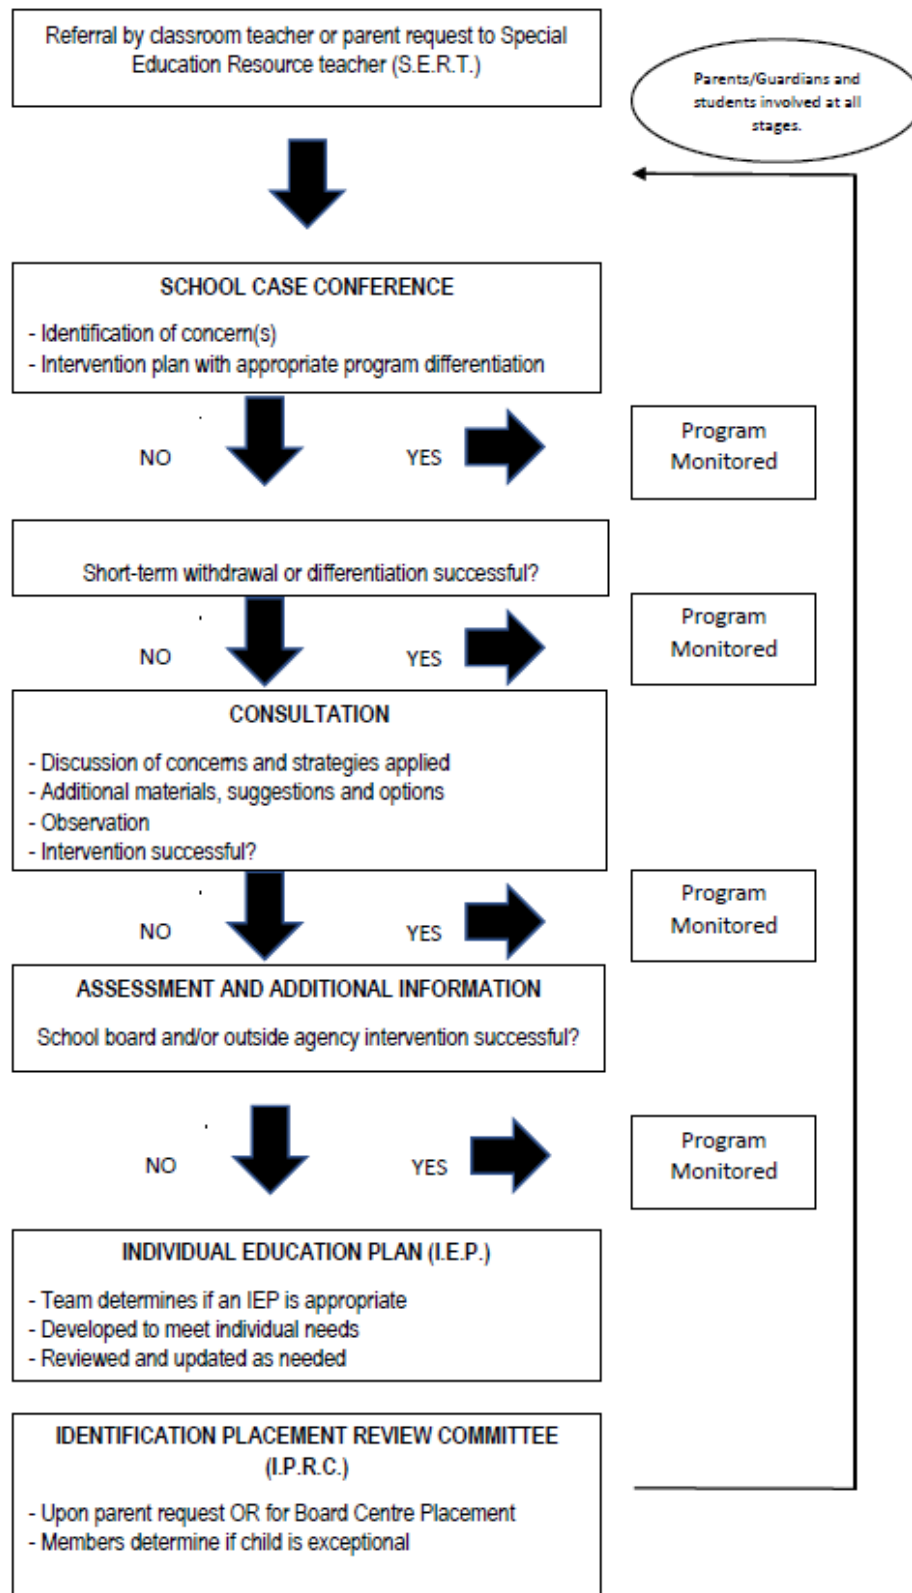 Referral by classroom teacher or parent request to Special
Education Resource teacher (S.E.R.T.)
Parents/Guardians and
students involved at all
stages.
SCHOOL CASE CONFERENCE
- Identification of concern(s)
- Intervention plan with appropriate program differentiation
NO
YES
Program
Monitored
Short-term withdrawal or differentiation successful?
NO
YES
Program
Monitored
CONSULTATION
- Discussion of concerns and strategies applied
- Additional materials, suggestions and options
- Observation
- Intervention successful?
NO
YES
Program
Monitored
ASSESSMENT AND ADDITIONAL INFORMATION
School board and/or outside agency intervention successful?
NO
YES
Program
Monitored
INDIVIDUAL EDUCATION PLAN (I.E.P.)
- Team determines if an IEP is appropriate
- Developed to meet individual needs
- Reviewed and updated as needed
IDENTIFICATION PLACEMENT REVIEW COMMITTEE
(I.P.R.C.)
- Upon parent request OR for Board Centre Placement
- Members determine if child is exceptional